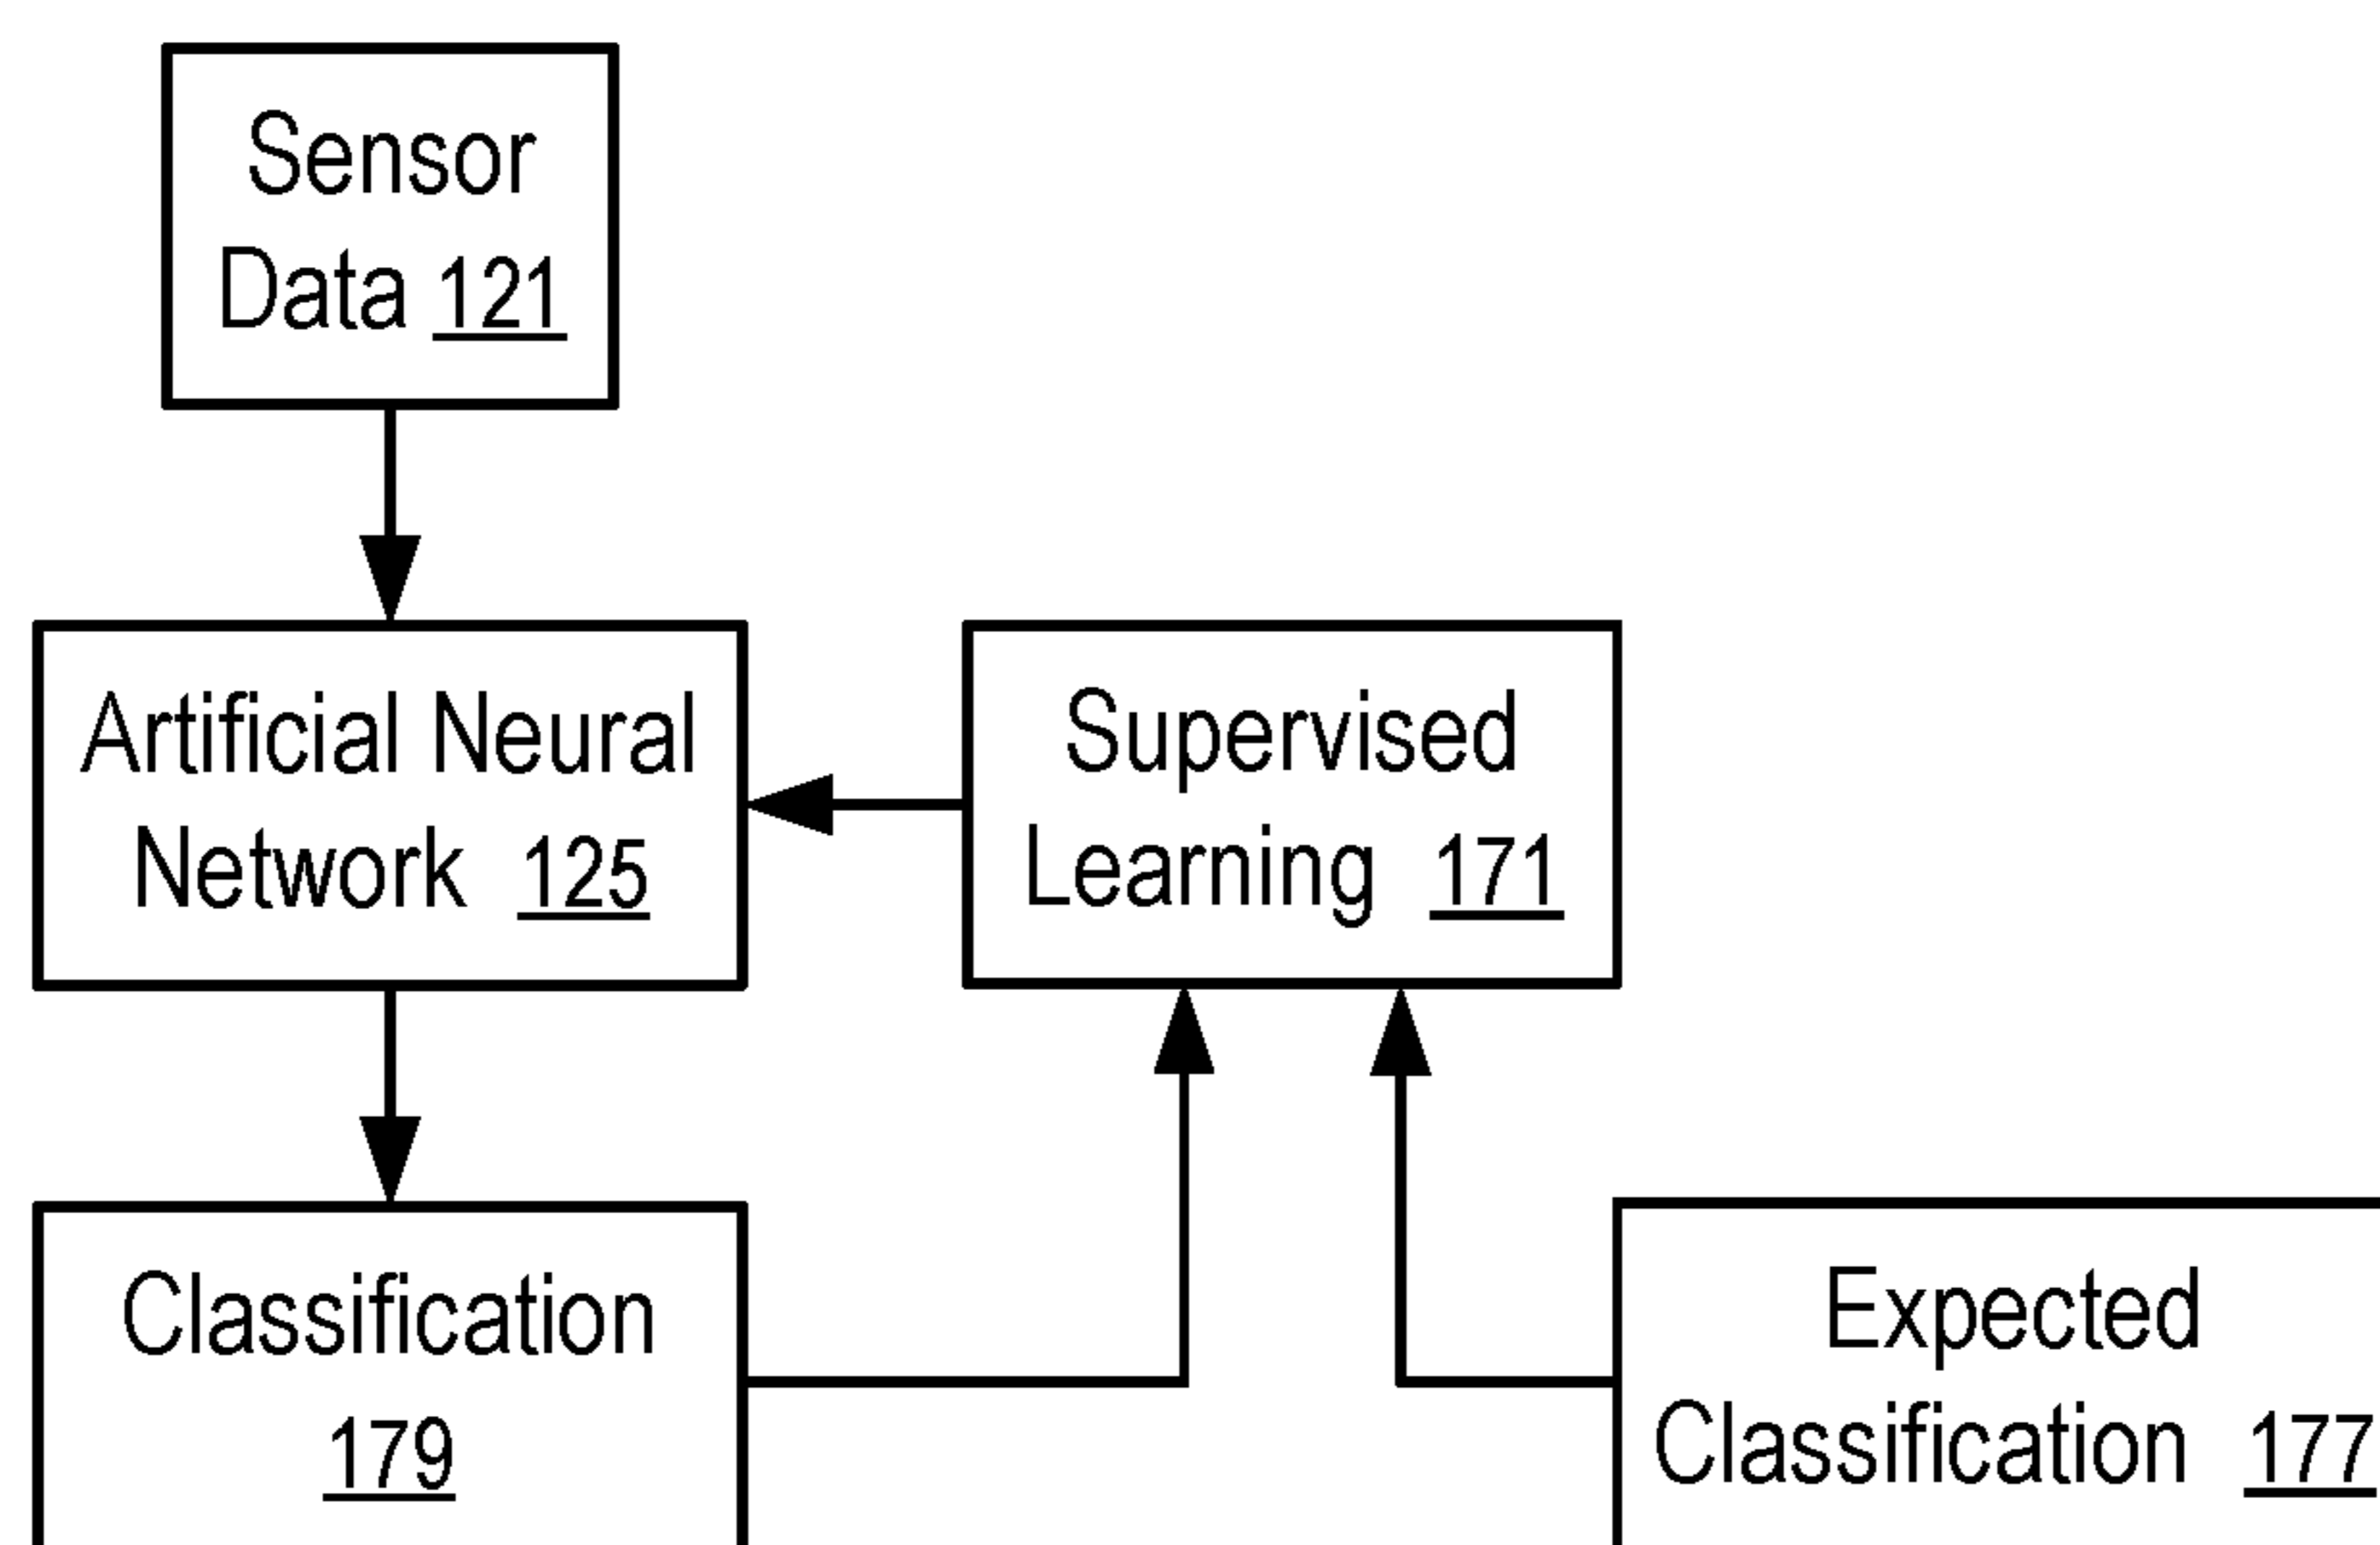 Sensor
Data 121
Artificial Neural
Network 125
Supervised
Learning 171
Classification
179
Expected
Classification 177